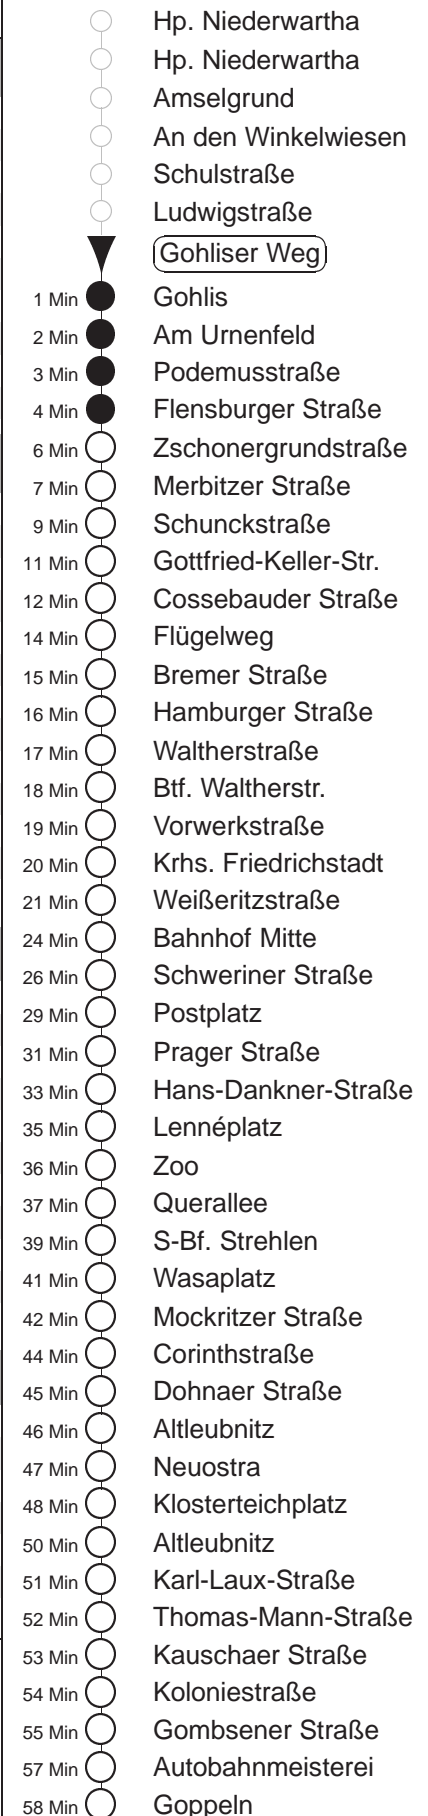 Hp. Niederwartha
Hp. Niederwartha
Amselgrund
An den Winkelwiesen
Schulstraße
Ludwigstraße
Gohliser Weg
1 Min Gohlis
2 Min Am Urnenfeld
3 Min Podemusstraße
4 Min Flensburger Straße
6 Min Zschonergrundstraße
7 Min Merbitzer Straße
9 Min Schunckstraße
11 Min Gottfried-Keller-Str.
12 Min Cossebauder Straße
14 Min Flügelweg
15 Min Bremer Straße
16 Min Hamburger Straße
17 Min Waltherstraße
18 Min Btf. Waltherstr.
19 Min Vorwerkstraße
20 Min Krhs. Friedrichstadt
21 Min Weißeritzstraße
24 Min Bahnhof Mitte
26 Min Schweriner Straße
29 Min Postplatz
31 Min Prager Straße
33 Min Hans-Dankner-Straße
35 Min Lennéplatz
36 Min Zoo
37 Min Querallee
39 Min S-Bf. Strehlen
41 Min Wasaplatz
42 Min Mockritzer Straße
44 Min Corinthstraße
45 Min Dohnaer Straße
46 Min Altleubnitz
47 Min Neuostra
48 Min Klosterteichplatz
50 Min Altleubnitz
51 Min Karl-Laux-Straße
52 Min Thomas-Mann-Straße
53 Min Kauschaer Straße
54 Min Koloniestraße
55 Min Gombsener Straße
57 Min Autobahnmeisterei
58 Min Goppeln